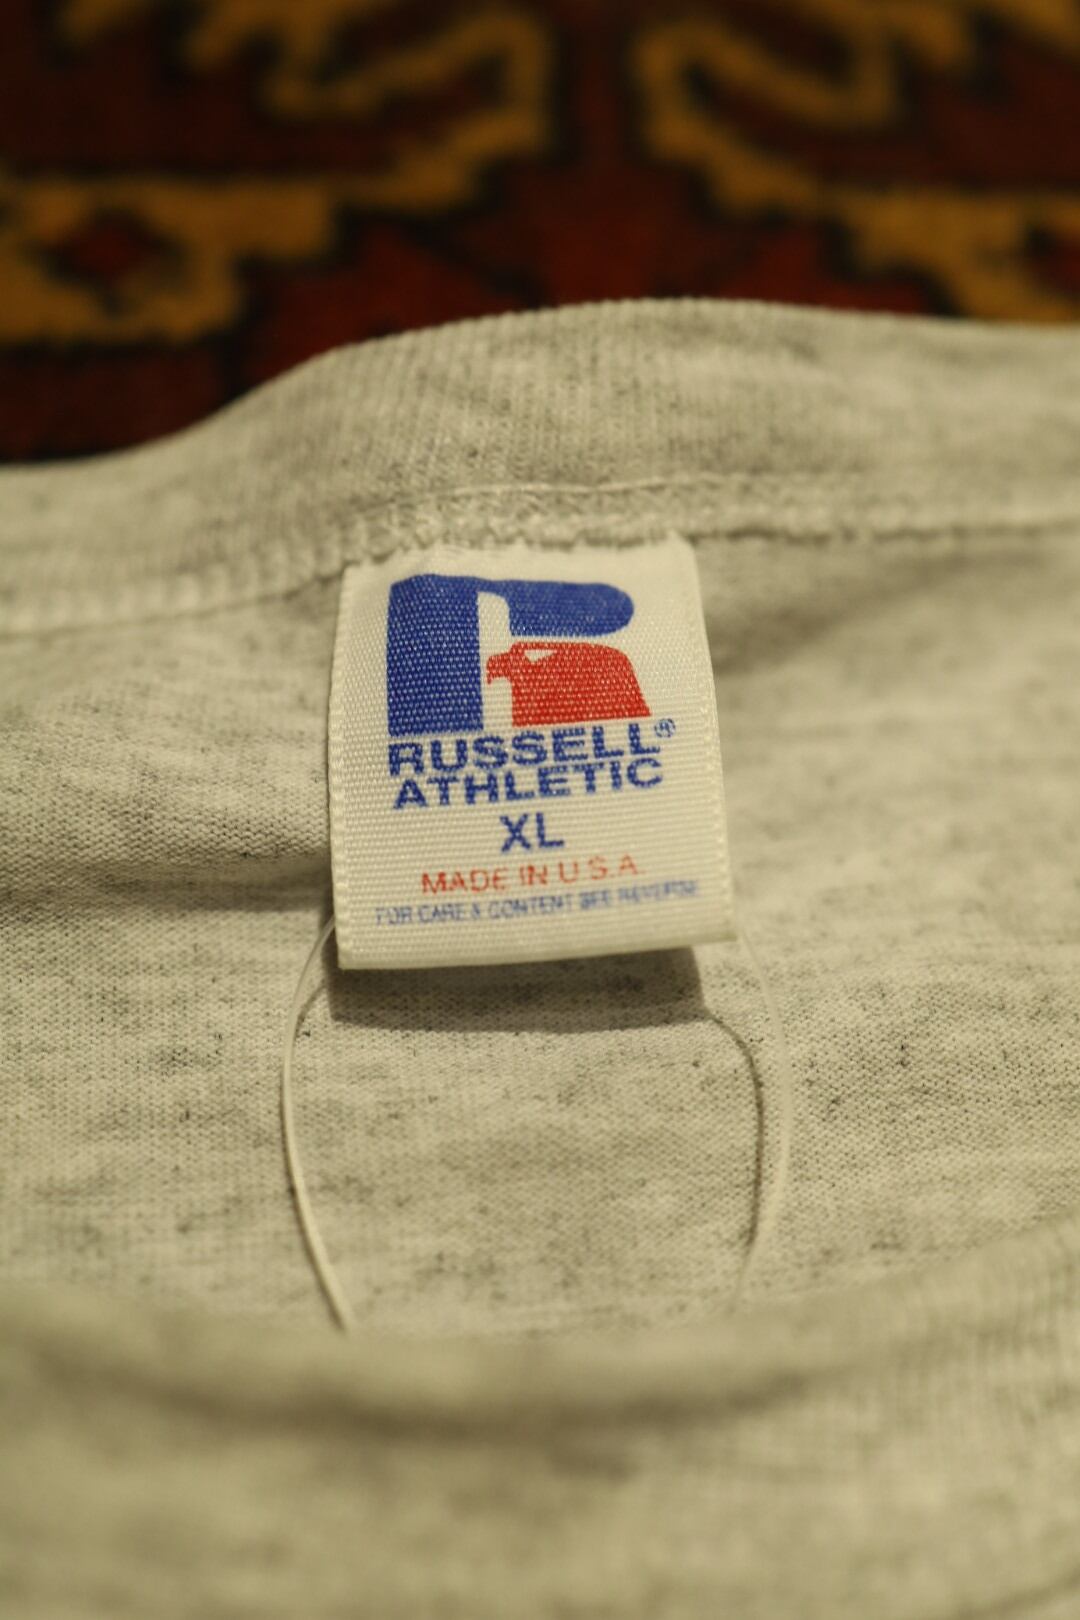 RUSSELL®
ATHLETIC
XL
MADE IN U.S.A.
FOR CARE & CONTENT SEE REVERSE